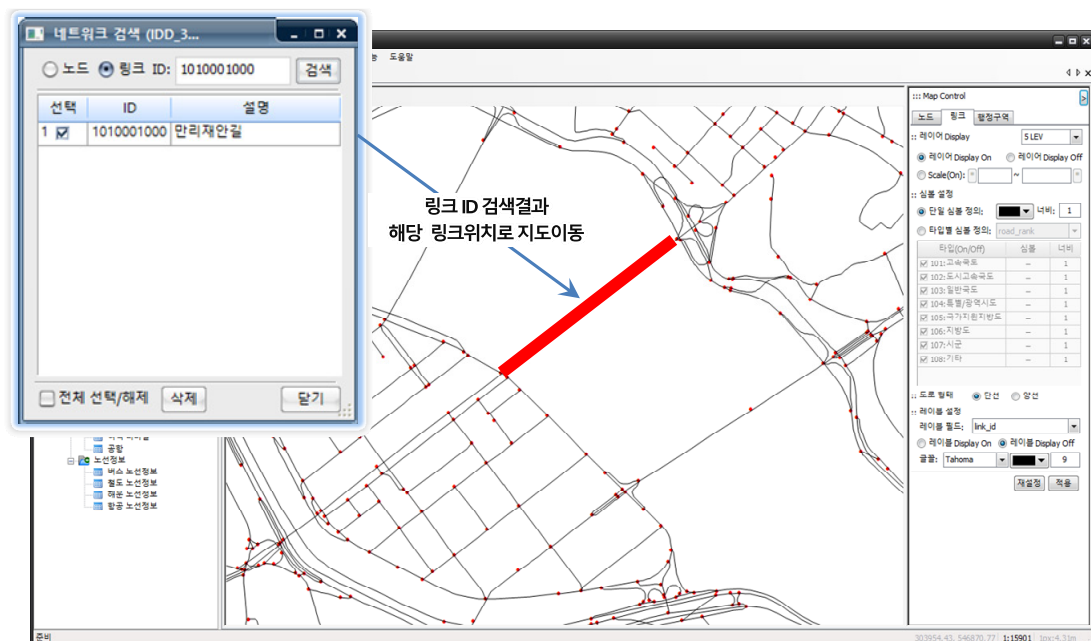 네트워크 검색 (IDD_3...
노드 링크 ID: 1010001000 검색
선택 ID 설명
1 1010001000 만리재안길
전체 선택/해제 삭제 닫기
도움말
링크 ID 검색결과
해당 링크위치로 지도이동
공항
노선정보
버스 노선정보
철도 노선정보
해운 노선정보
항공 노선정보
준비
::: Map Control
노드 링크 행정구역
:: 레이어 Display 5 LEV
레이어 Display On 레이어 Display Off
Scale(On): ~
:: 심볼 설정
단일 심볼 정의: 너비: 1
타입별 심볼 정의: road_rank
타입(On/Off) 심볼 너비
101:고속국도 – 1
102:도시고속국도 – 1
103:일반국도 – 1
104:특별/광역시도 – 1
105:국가지원지방도 – 1
106:지방도 – 1
107:시군 – 1
108:기타 – 1
:: 도로 형태 단선 양선
:: 레이블 설정
레이블 필드: link_id
레이블 Display On 레이블 Display Off
글꼴: Tahoma 9
재설정 적용
303954.43, 546870.77 1:15901 1px:4.31m